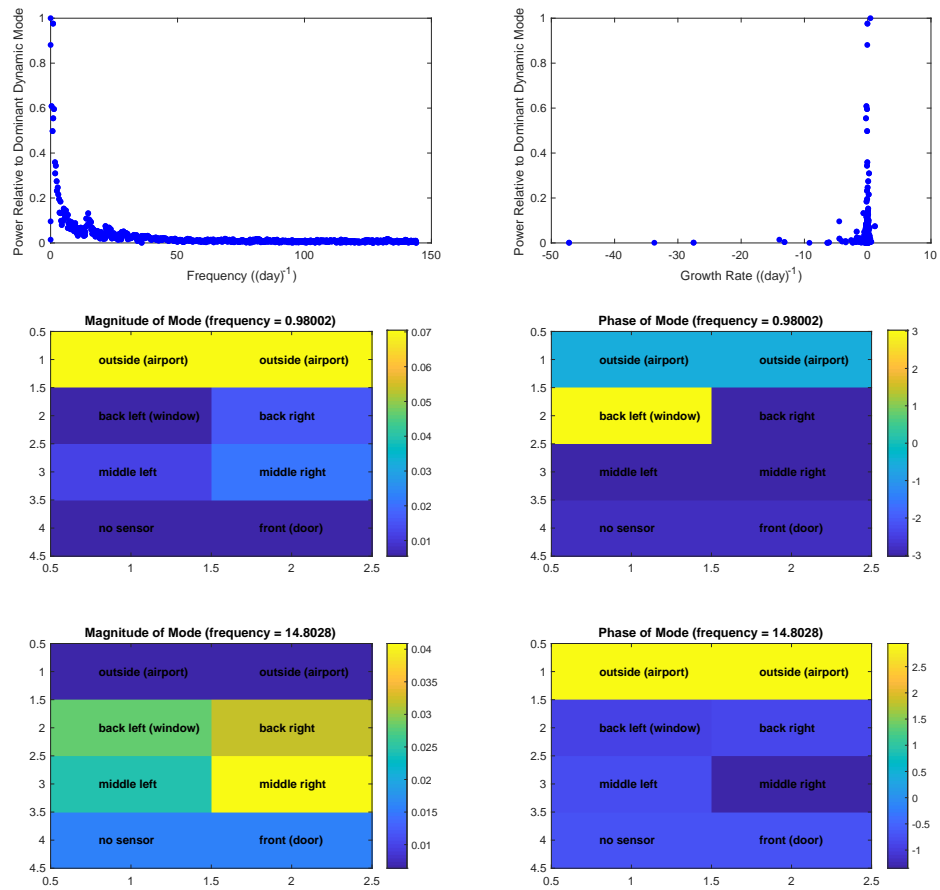 Power Relative to Dominant Dynamic Mode
1
0.8
0.6
0.4
0.2
0
0 50 100 150
Frequency ((day)-1
Power Relative to Dominant Dynamic Mode
1
0.8
0.6
0.4
0.2
0
-50 -40 -30 -20 -10 0 10
Growth Rate ((day)-1
Magnitude of Mode (frequency = 0.98002)
0.5
1
1.5
2
2.5
3
3.5
4
4.5
outside (airport) outside (airport)
back left (window) back right
middle left middle right
no sensor front (door)
0.5 1 1.5 2 2.5
0.07
0.06
0.05
0.04
0.03
0.02
0.01
Phase of Mode (frequency = 0.98002)
0.5
1
1.5
2
2.5
3
3.5
4
4.5
outside (airport) outside (airport)
back left (window) back right
middle left middle right
no sensor front (door)
0.5 1 1.5 2 2.5
3
2
1
0
-1
-2
-3
Magnitude of Mode (frequency = 14.8028)
0.5
1
1.5
2
2.5
3
3.5
4
4.5
outside (airport) outside (airport)
back left (window) back right
middle left middle right
no sensor front (door)
0.5 1 1.5 2 2.5
0.04
0.035
0.03
0.025
0.02
0.015
0.01
Phase of Mode (frequency = 14.8028)
0.5
1
1.5
2
2.5
3
3.5
4
4.5
outside (airport) outside (airport)
back left (window) back right
middle left middle right
no sensor front (door)
0.5 1 1.5 2 2.5
2.5
2
1.5
1
0.5
0
-0.5
-1